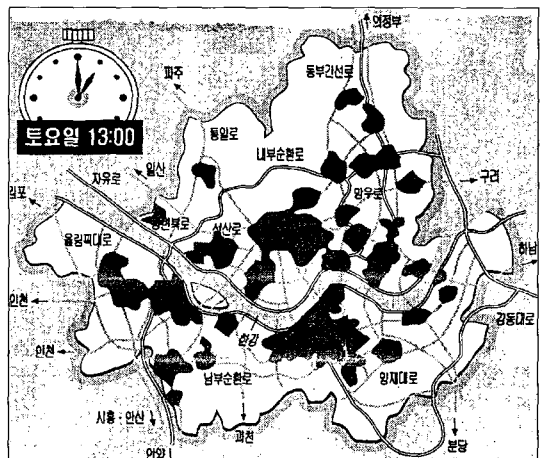 의정부
파주
동부간선로
토요일 13:00
통일로
내부순환로
일산
자유로
구리
망우로
강변북로
성산로
올림픽대로
하남
인천
강동대로
한강
인천
남부순환로
양재대로
시흥·안산
과천
분당
안양